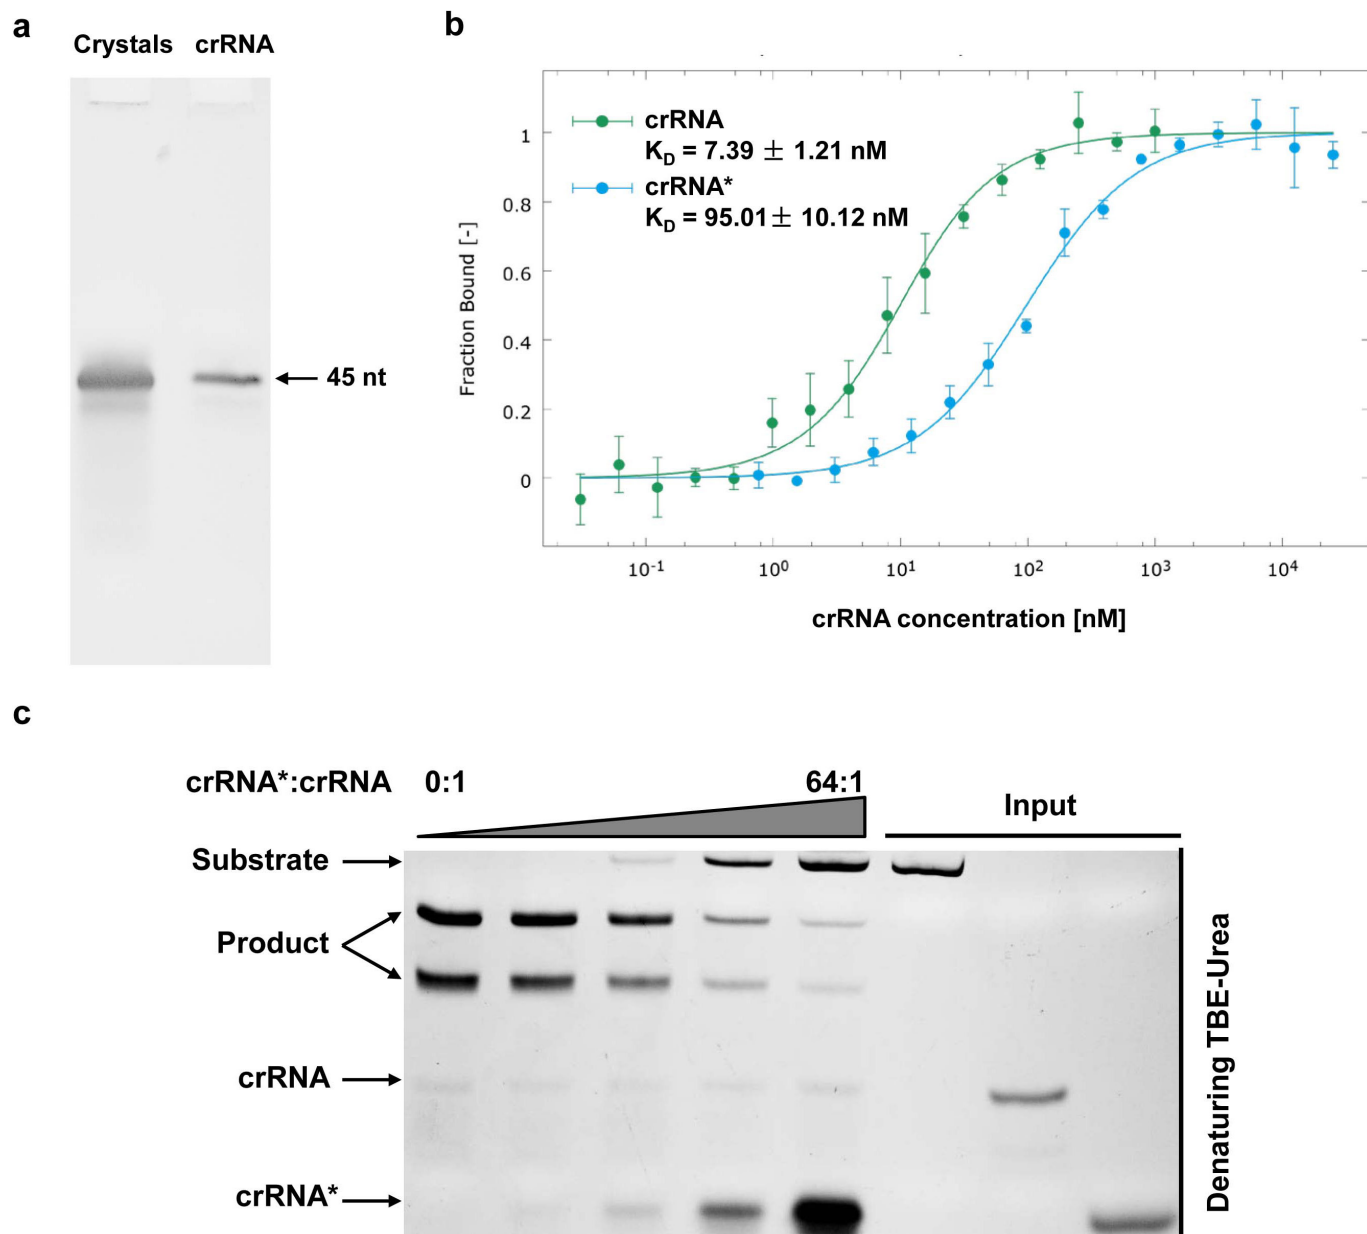 a
Crystals crRNA
45 nt
b
crRNA
K_D = 7.39 ± 1.21 nM
crRNA*
K_D = 95.01 ± 10.12 nM
Fraction Bound [-]
1
0.8
0.6
0.4
0.2
0
10⁻¹ 10⁰ 10¹ 10² 10³ 10⁴
crRNA concentration [nM]
c
crRNA*:crRNA 0:1 64:1
Input
Substrate
Product
crRNA
crRNA*
Denaturing TBE-Urea